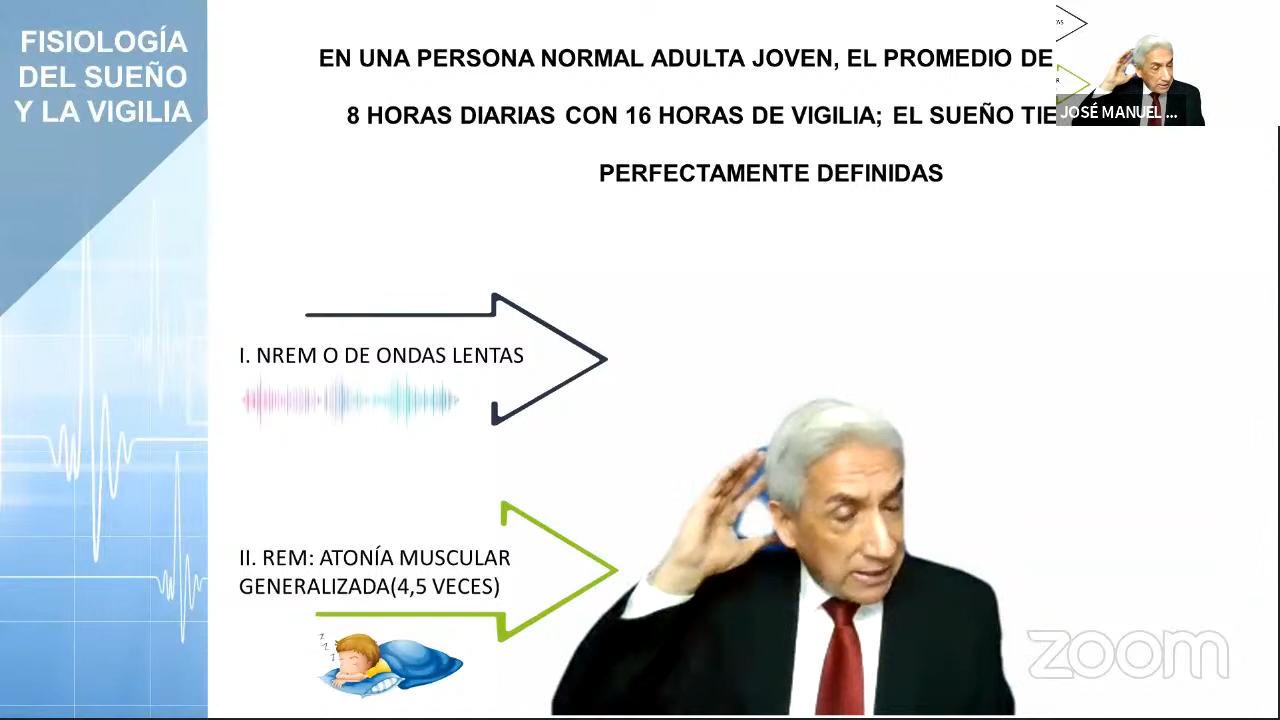 FISIOLOGÍA
DEL SUEÑO
Y LA VIGILIA
EN UNA PERSONA NORMAL ADULTA JOVEN, EL PROMEDIO DE
8 HORAS DIARIAS CON 16 HORAS DE VIGILIA; EL SUEÑO TIE
PERFECTAMENTE DEFINIDAS
JOSÉ MANUEL ...
I. NREM O DE ONDAS LENTAS
II. REM: ATONÍA MUSCULAR
GENERALIZADA(4,5 VECES)
z z z
zoom